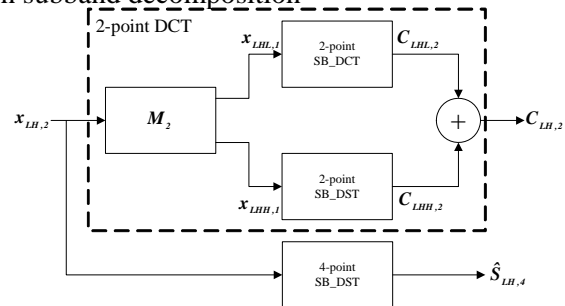 n subband decomposition
2-point DCT
x_{LHL,1}
2-point
SB_DCT
C_{LHL,2}
x_{LH,2}
M_2
+
C_{LH,2}
x_{LHH,1}
2-point
SB_DST
C_{LHH,2}
4-point
SB_DST
Ŝ_{LH,4}